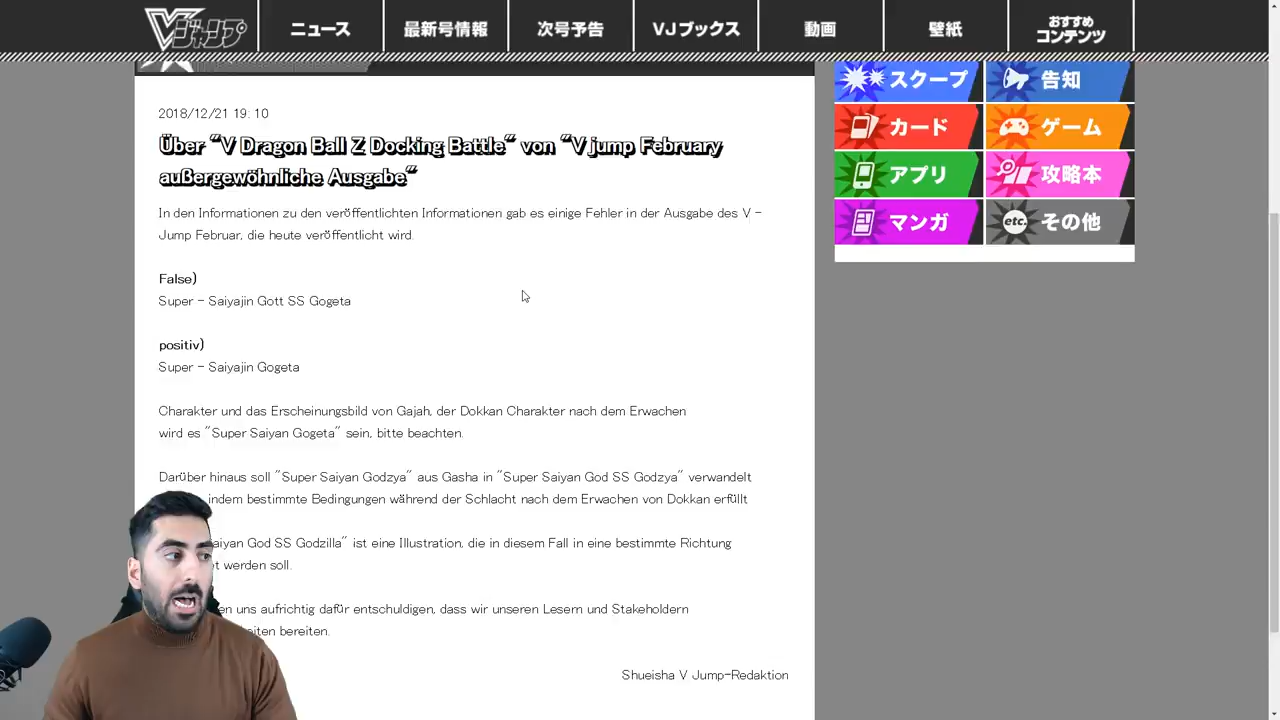 Vジャンプ
ニュース
最新号情報
次号予告
VJブックス
動画
壁紙
おすすめ
コンテンツ
スクープ
告知
カード
ゲーム
アプリ
攻略本
マンガ
etc.
その他
2018/12/21 19: 10
Über "V Dragon Ball Z Docking Battle" von "V jump February
außergewöhnliche Ausgabe"
In den Informationen zu den veröffentlichten Informationen gab es einige Fehler in der Ausgabe des V -
Jump Februar, die heute veröffentlicht wird.
False)
Super - Saiyajin Gott SS Gogeta
positiv)
Super - Saiyajin Gogeta
Charakter und das Erscheinungsbild von Gajah, der Dokkan Charakter nach dem Erwachen
wird es "Super Saiyan Gogeta" sein, bitte beachten.
Darüber hinaus soll "Super Saiyan Godzya" aus Gasha in "Super Saiyan God SS Godzya" verwandelt
indem bestimmte Bedingungen während der Schlacht nach dem Erwachen von Dokkan erfüllt
aiyan God SS Godzilla" ist eine Illustration, die in diesem Fall in eine bestimmte Richtung
et werden soll.
en uns aufrichtig dafür entschuldigen, dass wir unseren Lesern und Stakeholdern
eiten bereiten.
Shueisha V Jump-Redaktion